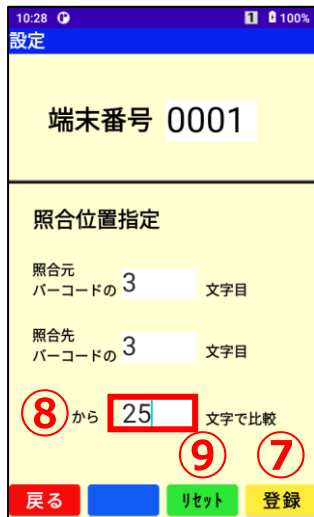 10:28 1 100%
設定
端末番号 0001
照合位置指定
照合元
バーコードの 3 文字目
照合先
バーコードの 3 文字目
⑧ から 25 文字で比較
⑨ ⑦
戻る ﾘｾｯﾄ 登録